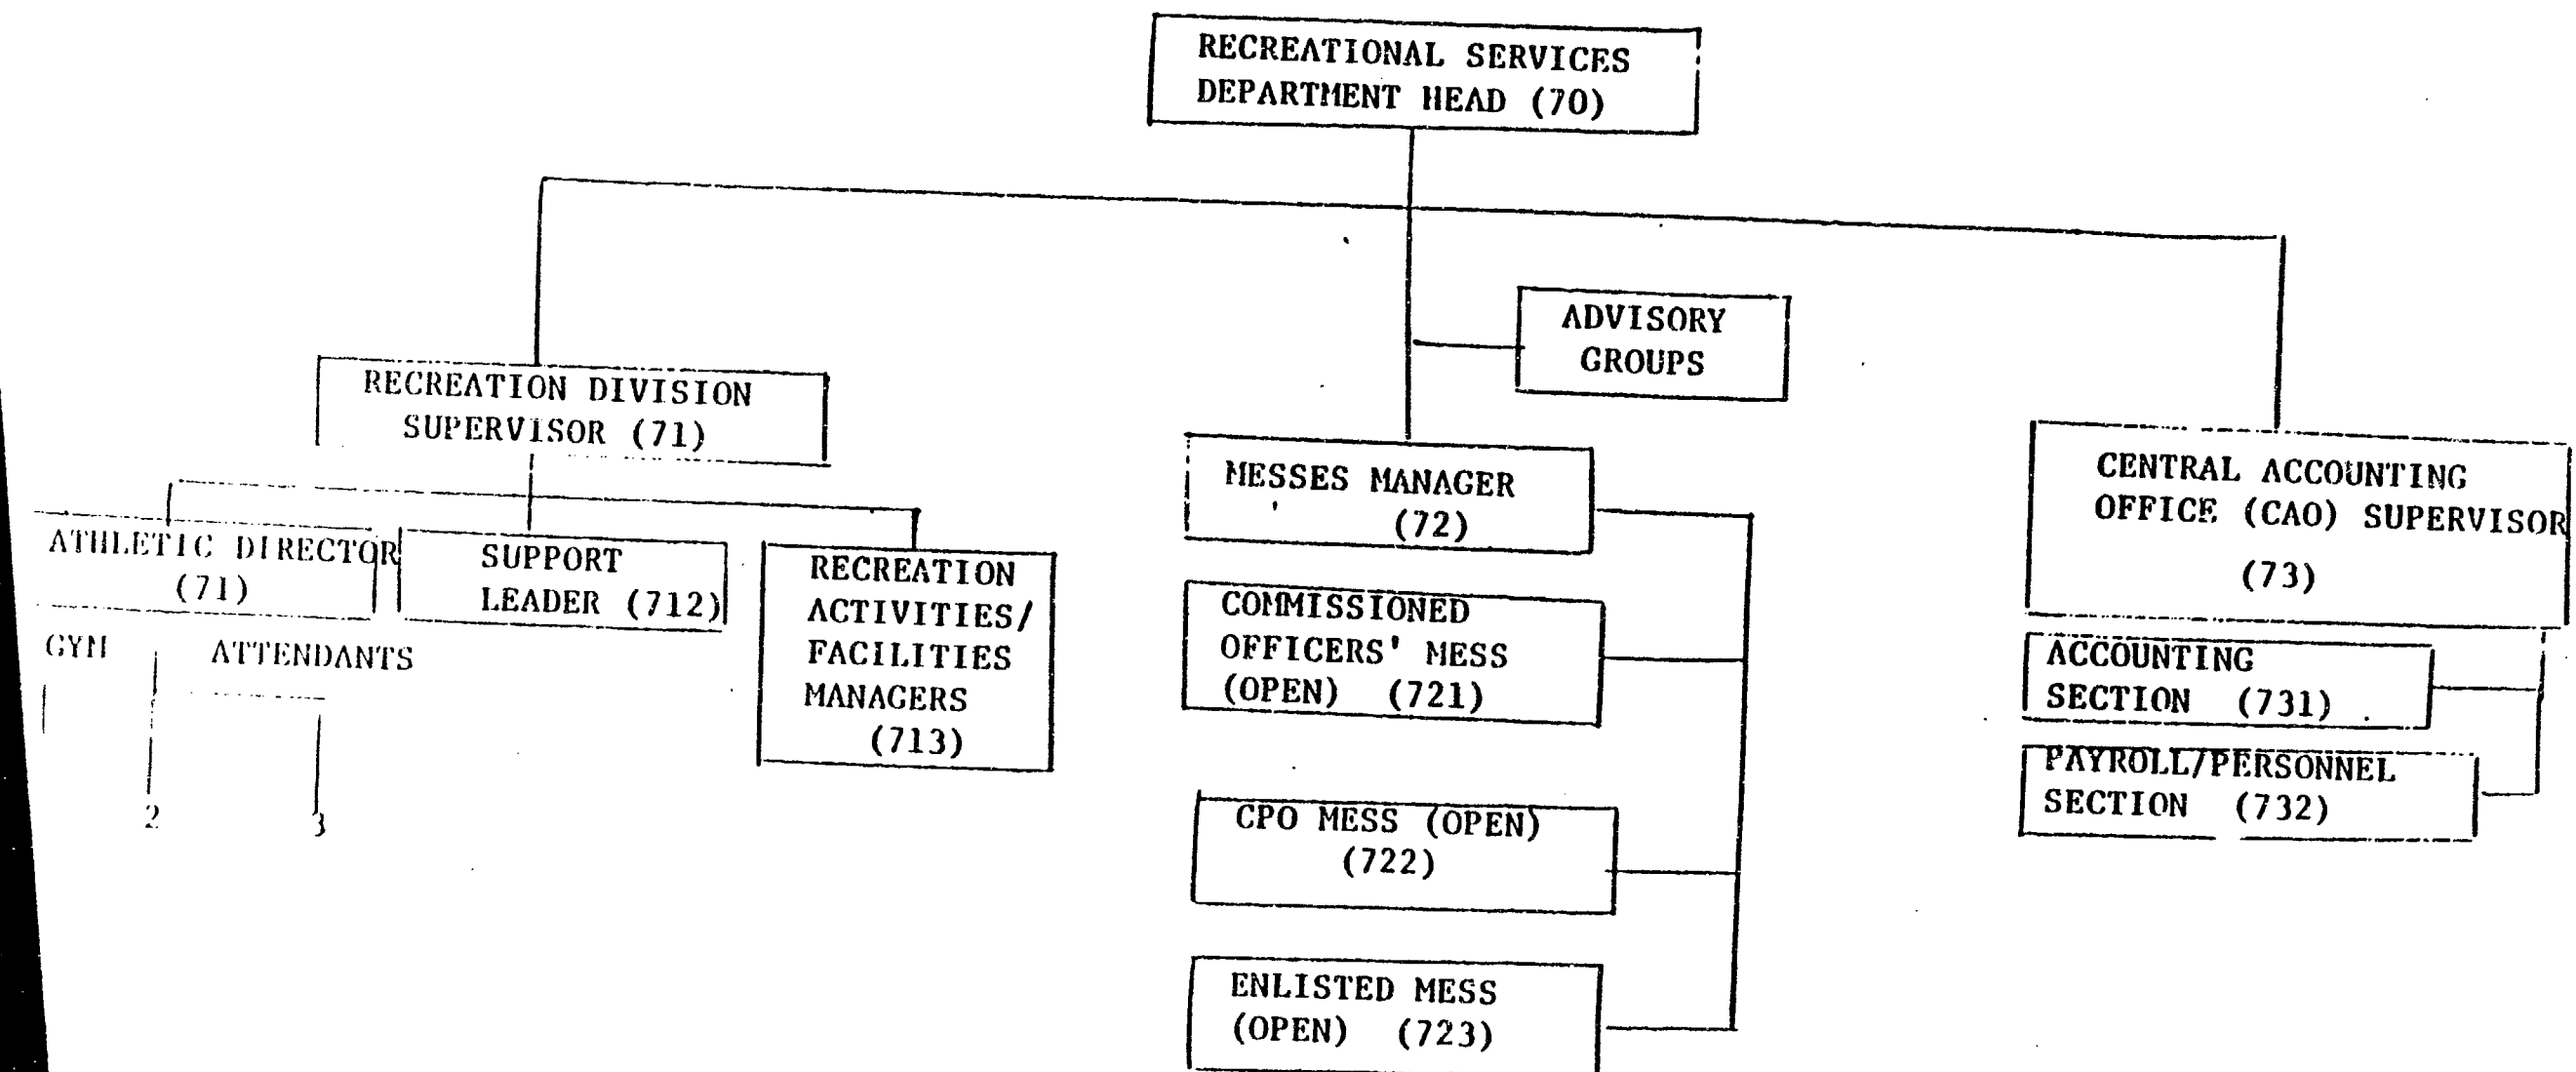 RECREATIONAL SERVICES
DEPARTMENT HEAD (70)
ADVISORY
GROUPS
RECREATION DIVISION
SUPERVISOR (71)
ATHLETIC DIRECTOR
(71)
SUPPORT
LEADER (712)
RECREATION
ACTIVITIES/
FACILITIES
MANAGERS
(713)
GYM ATTENDANTS
2 3
MESSES MANAGER
(72)
COMMISSIONED
OFFICERS' MESS
(OPEN) (721)
CPO MESS (OPEN)
(722)
ENLISTED MESS
(OPEN) (723)
CENTRAL ACCOUNTING
OFFICE (CAO) SUPERVISOR
(73)
ACCOUNTING
SECTION (731)
PAYROLL/PERSONNEL
SECTION (732)